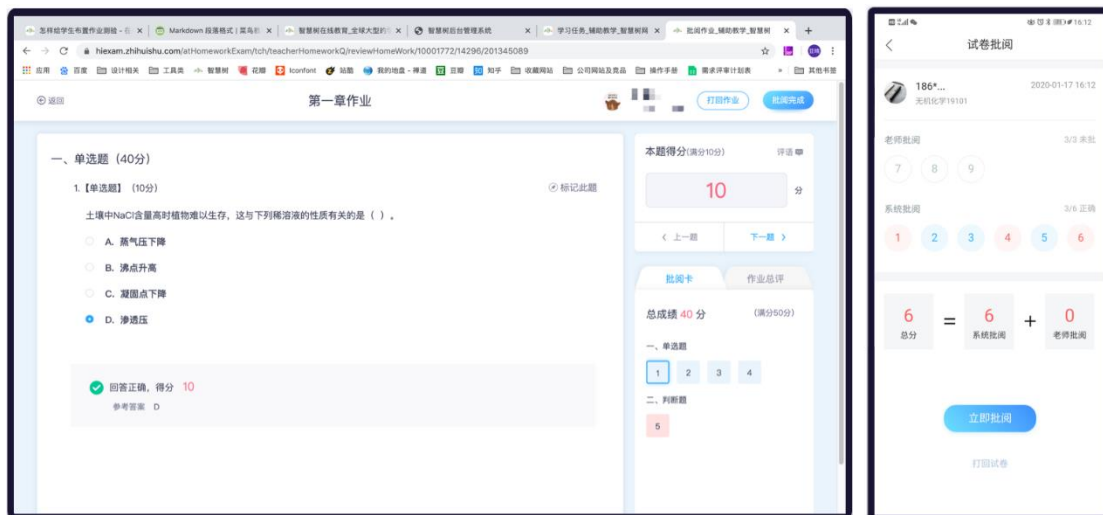 怎样给学生布置作业测验 - 在
Markdown 段落格式 | 菜鸟教
智慧树在线教育_全球大型的
智慧树后台管理系统
学习任务_辅助教学_智慧树网
批阅作业_辅助教学_智慧树
hiexam.zhihuishu.com/atHomeworkExam/tch/teacherHomeworkQ/reviewHomeWork/10001772/14296/201345089
应用 百度 设计相关 工具类 智慧树 花瓣 Iconfont 站酷 我的地盘 - 禅道 豆瓣 知乎 收藏网站 公司网站及竞品 操作手册 需求评审计划表 » 其他书签
返回
第一章作业
打回作业
批阅完成
一、单选题（40分）
1.【单选题】（10分）
标记此题
土壤中NaCl含量高时植物难以生存，这与下列稀溶液的性质有关的是（ ）。
A. 蒸气压下降
B. 沸点升高
C. 凝固点下降
D. 渗透压
回答正确，得分 10
参考答案 D
本题得分(满分10分)
评语
10 分
上一题
下一题
批阅卡
作业总评
总成绩 40 分 （满分50分）
一、单选题
1 2 3 4
二、判断题
5
16:12
试卷批阅
186*...
2020-01-17 16:12
无机化学19101
老师批阅 3/3 未批
7 8 9
系统批阅 3/6 正确
1 2 3 4 5 6
6 = 6 + 0
总分 系统批阅 老师批阅
立即批阅
打回试卷